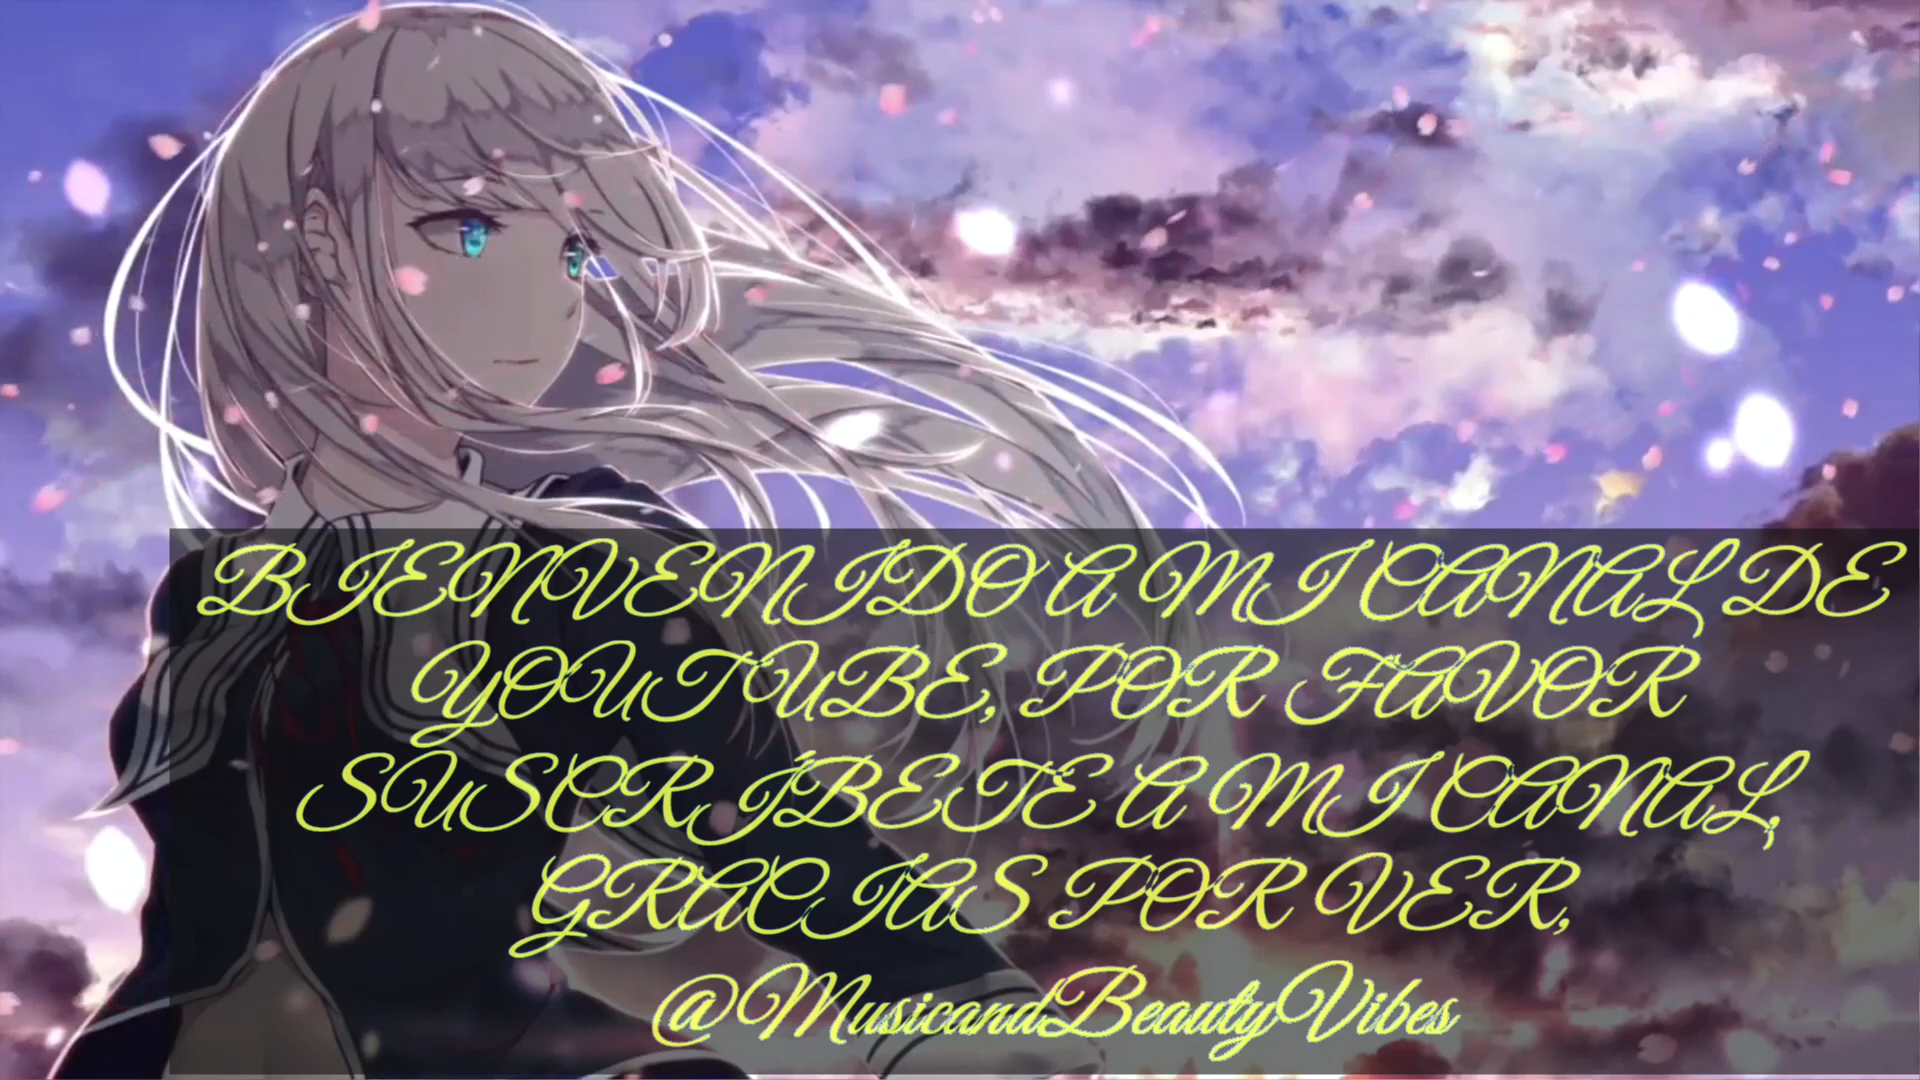 BIENVENIDO A MI CANAL DE
YOUTUBE, POR FAVOR
SUSCRÍBETE A MI CANAL,
GRACIAS POR VER,
@MusicandBeautyVibes